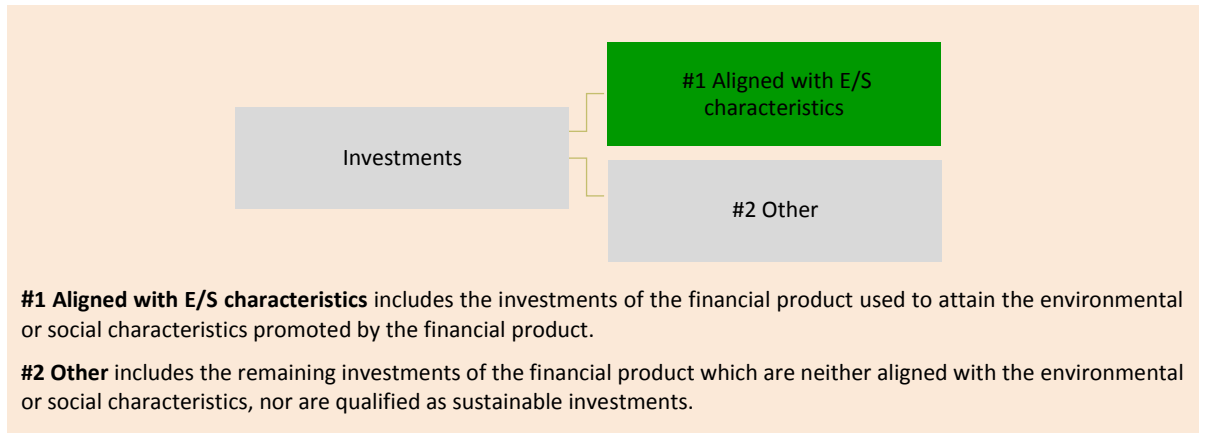 #1 Aligned with E/S
characteristics
Investments
#2 Other
#1 Aligned with E/S characteristics includes the investments of the financial product used to attain the environmental
or social characteristics promoted by the financial product.
#2 Other includes the remaining investments of the financial product which are neither aligned with the environmental
or social characteristics, nor are qualified as sustainable investments.